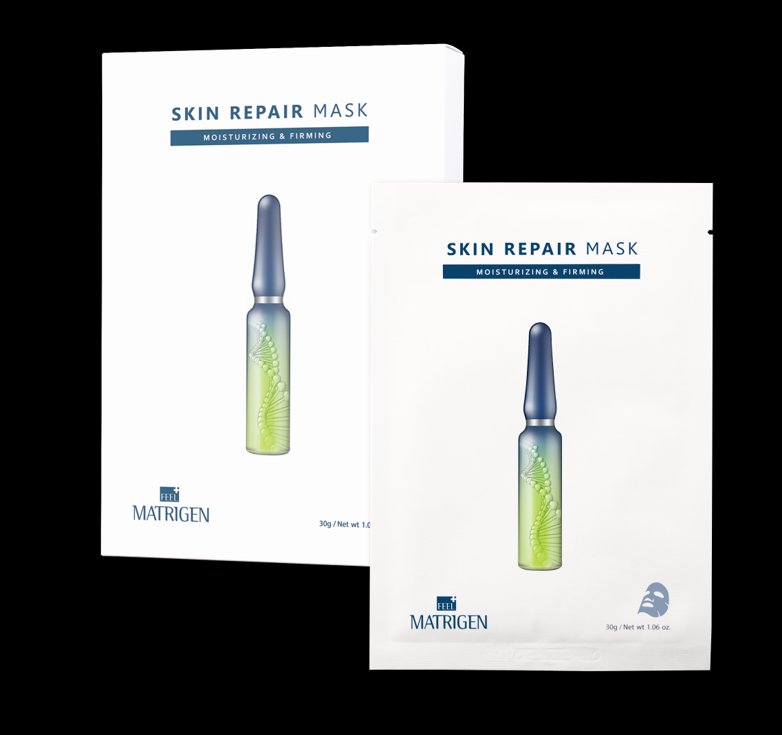 SKIN REPAIR MASK
MOISTURIZING & FIRMING
FEEL
MATRIGEN
30g / Net wt 1.0
SKIN REPAIR MASK
MOISTURIZING & FIRMING
FEEL
MATRIGEN
30g / Net wt 1.06 oz.